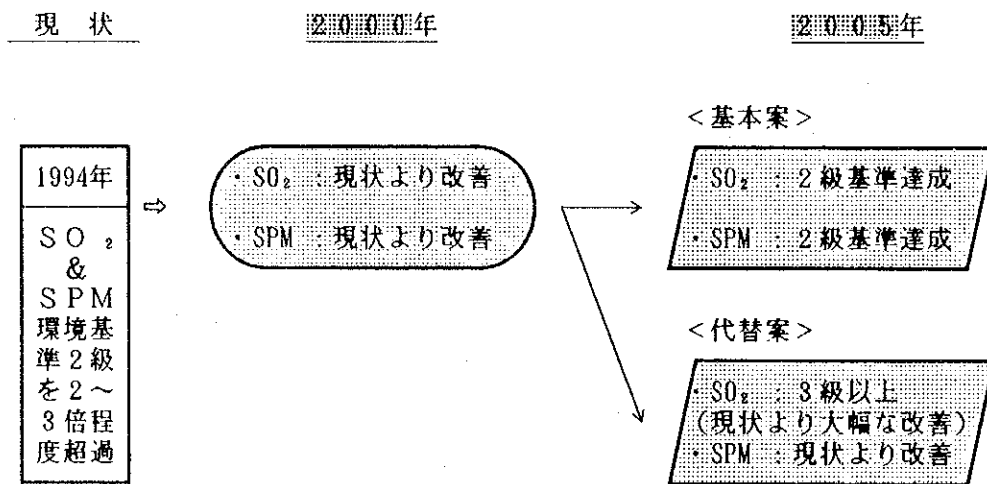 現状
2000年
2005年
1994年
SO₂
&
SPM
環境基
準2級
を2~
3倍程
度超過
⇨
・SO₂:現状より改善
・SPM:現状より改善
<基本案>
・SO₂:2級基準達成
・SPM:2級基準達成
<代替案>
・SO₂:3級以上
(現状より大幅な改善)
・SPM:現状より改善